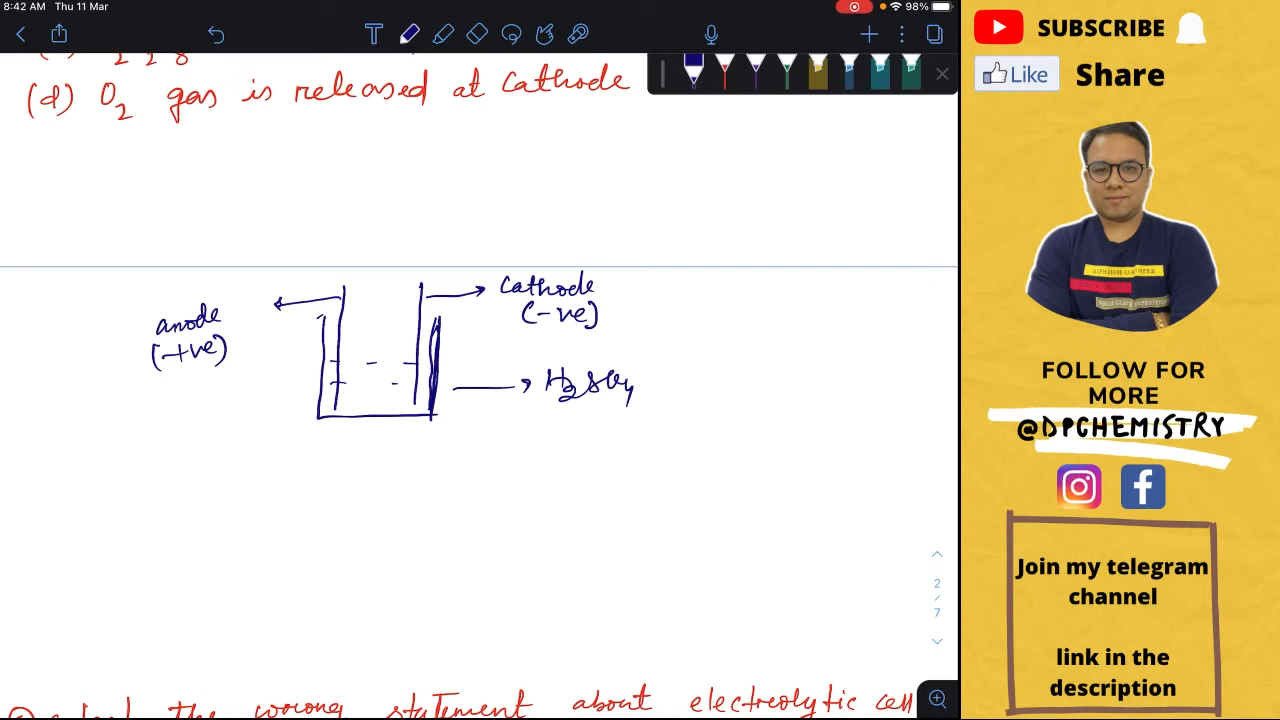 8:42 AM Thu 11 Mar
98%
(d) O2 gas is released at cathode
anode
(+ve)
cathode
(-ve)
H2SO4
2
/
7
the wrong statement about electrolytic cell
SUBSCRIBE
Like
Share
FOLLOW FOR
MORE
@DPCHEMISTRY
Join my telegram
channel
link in the
description